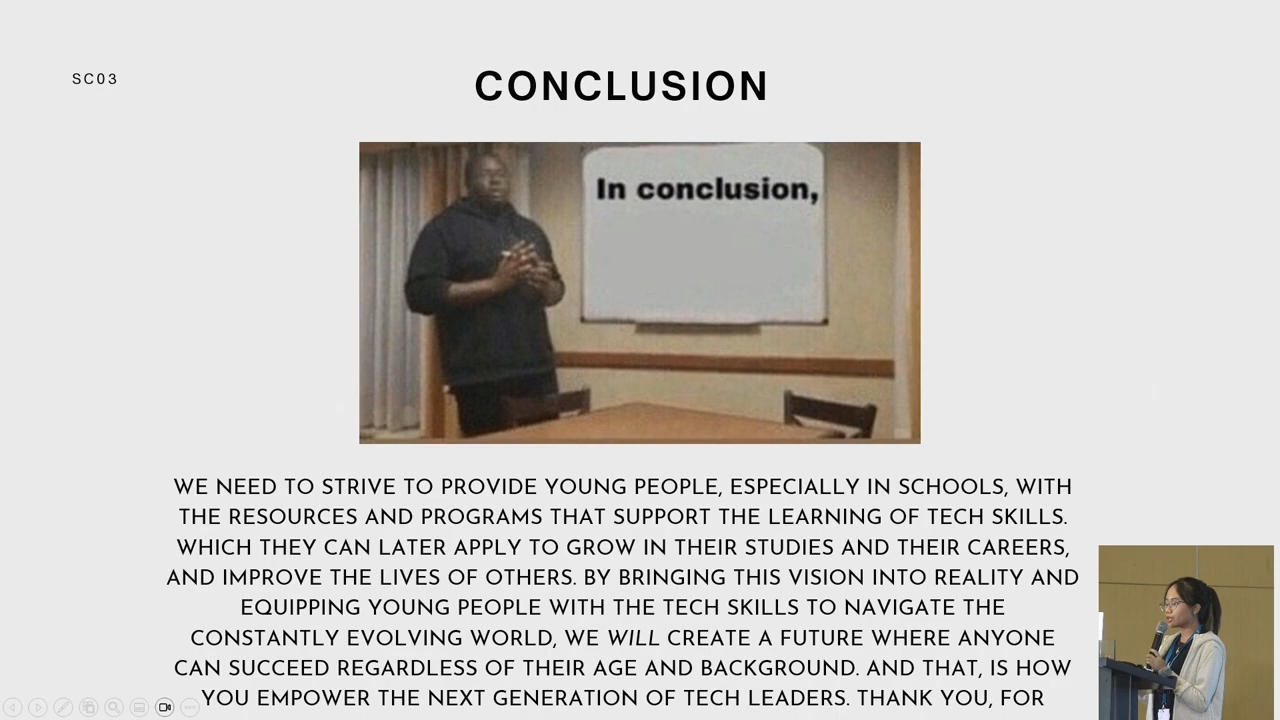 SC03
CONCLUSION
In conclusion,
WE NEED TO STRIVE TO PROVIDE YOUNG PEOPLE, ESPECIALLY IN SCHOOLS, WITH
THE RESOURCES AND PROGRAMS THAT SUPPORT THE LEARNING OF TECH SKILLS.
WHICH THEY CAN LATER APPLY TO GROW IN THEIR STUDIES AND THEIR CAREERS,
AND IMPROVE THE LIVES OF OTHERS. BY BRINGING THIS VISION INTO REALITY AND
EQUIPPING YOUNG PEOPLE WITH THE TECH SKILLS TO NAVIGATE THE
CONSTANTLY EVOLVING WORLD, WE WILL CREATE A FUTURE WHERE ANYONE
CAN SUCCEED REGARDLESS OF THEIR AGE AND BACKGROUND. AND THAT, IS HOW
YOU EMPOWER THE NEXT GENERATION OF TECH LEADERS. THANK YOU, FOR